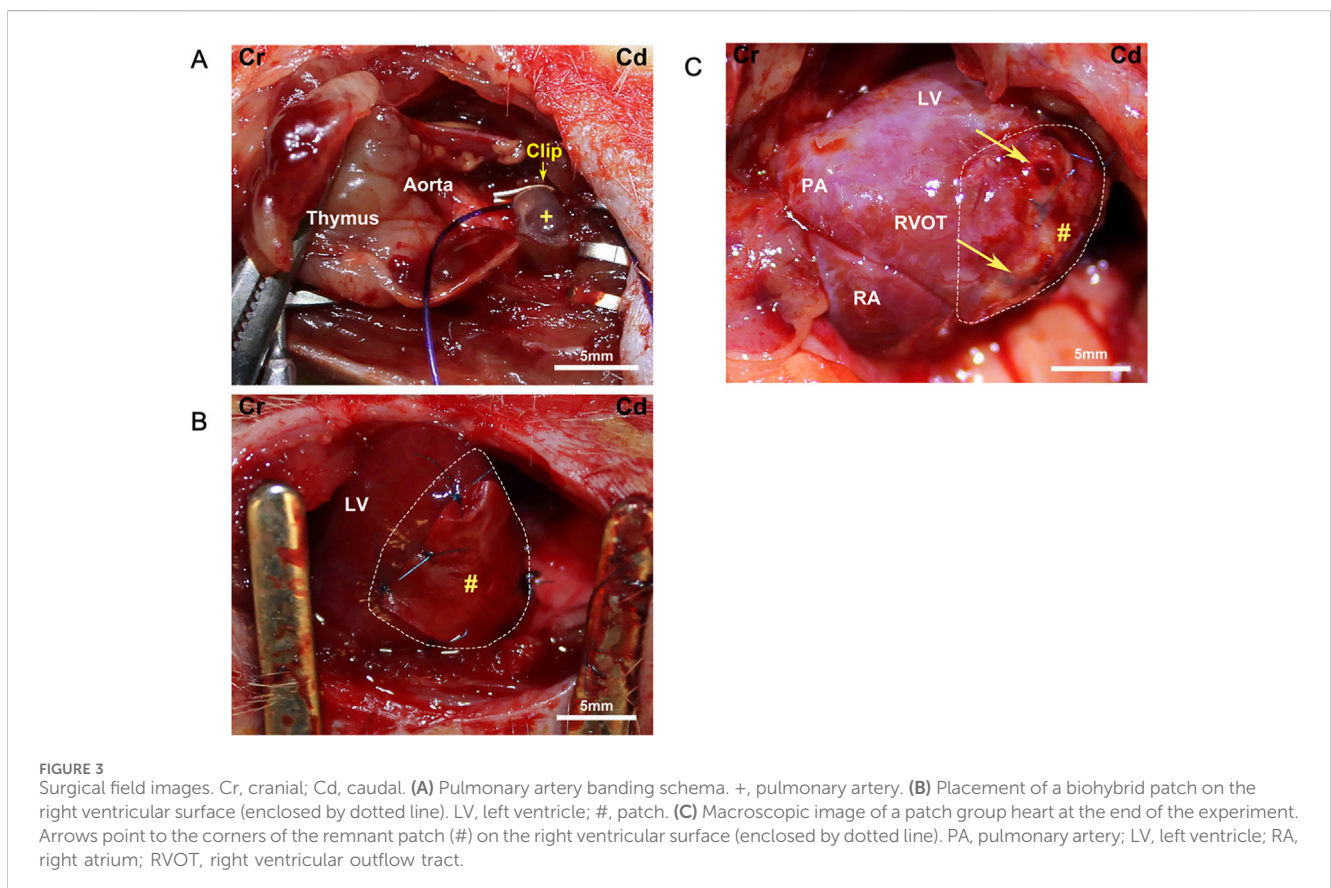 A
Cr
Cd
Clip
Aorta
+
Thymus
5mm
B
Cr
Cd
LV
#
5mm
C
Cr
Cd
LV
PA
RVOT
#
RA
5mm
FIGURE 3
Surgical field images. Cr, cranial; Cd, caudal. (A) Pulmonary artery banding schema. +, pulmonary artery. (B) Placement of a biohybrid patch on the
right ventricular surface (enclosed by dotted line). LV, left ventricle; #, patch. (C) Macroscopic image of a patch group heart at the end of the experiment.
Arrows point to the corners of the remnant patch (#) on the right ventricular surface (enclosed by dotted line). PA, pulmonary artery; LV, left ventricle; RA,
right atrium; RVOT, right ventricular outflow tract.